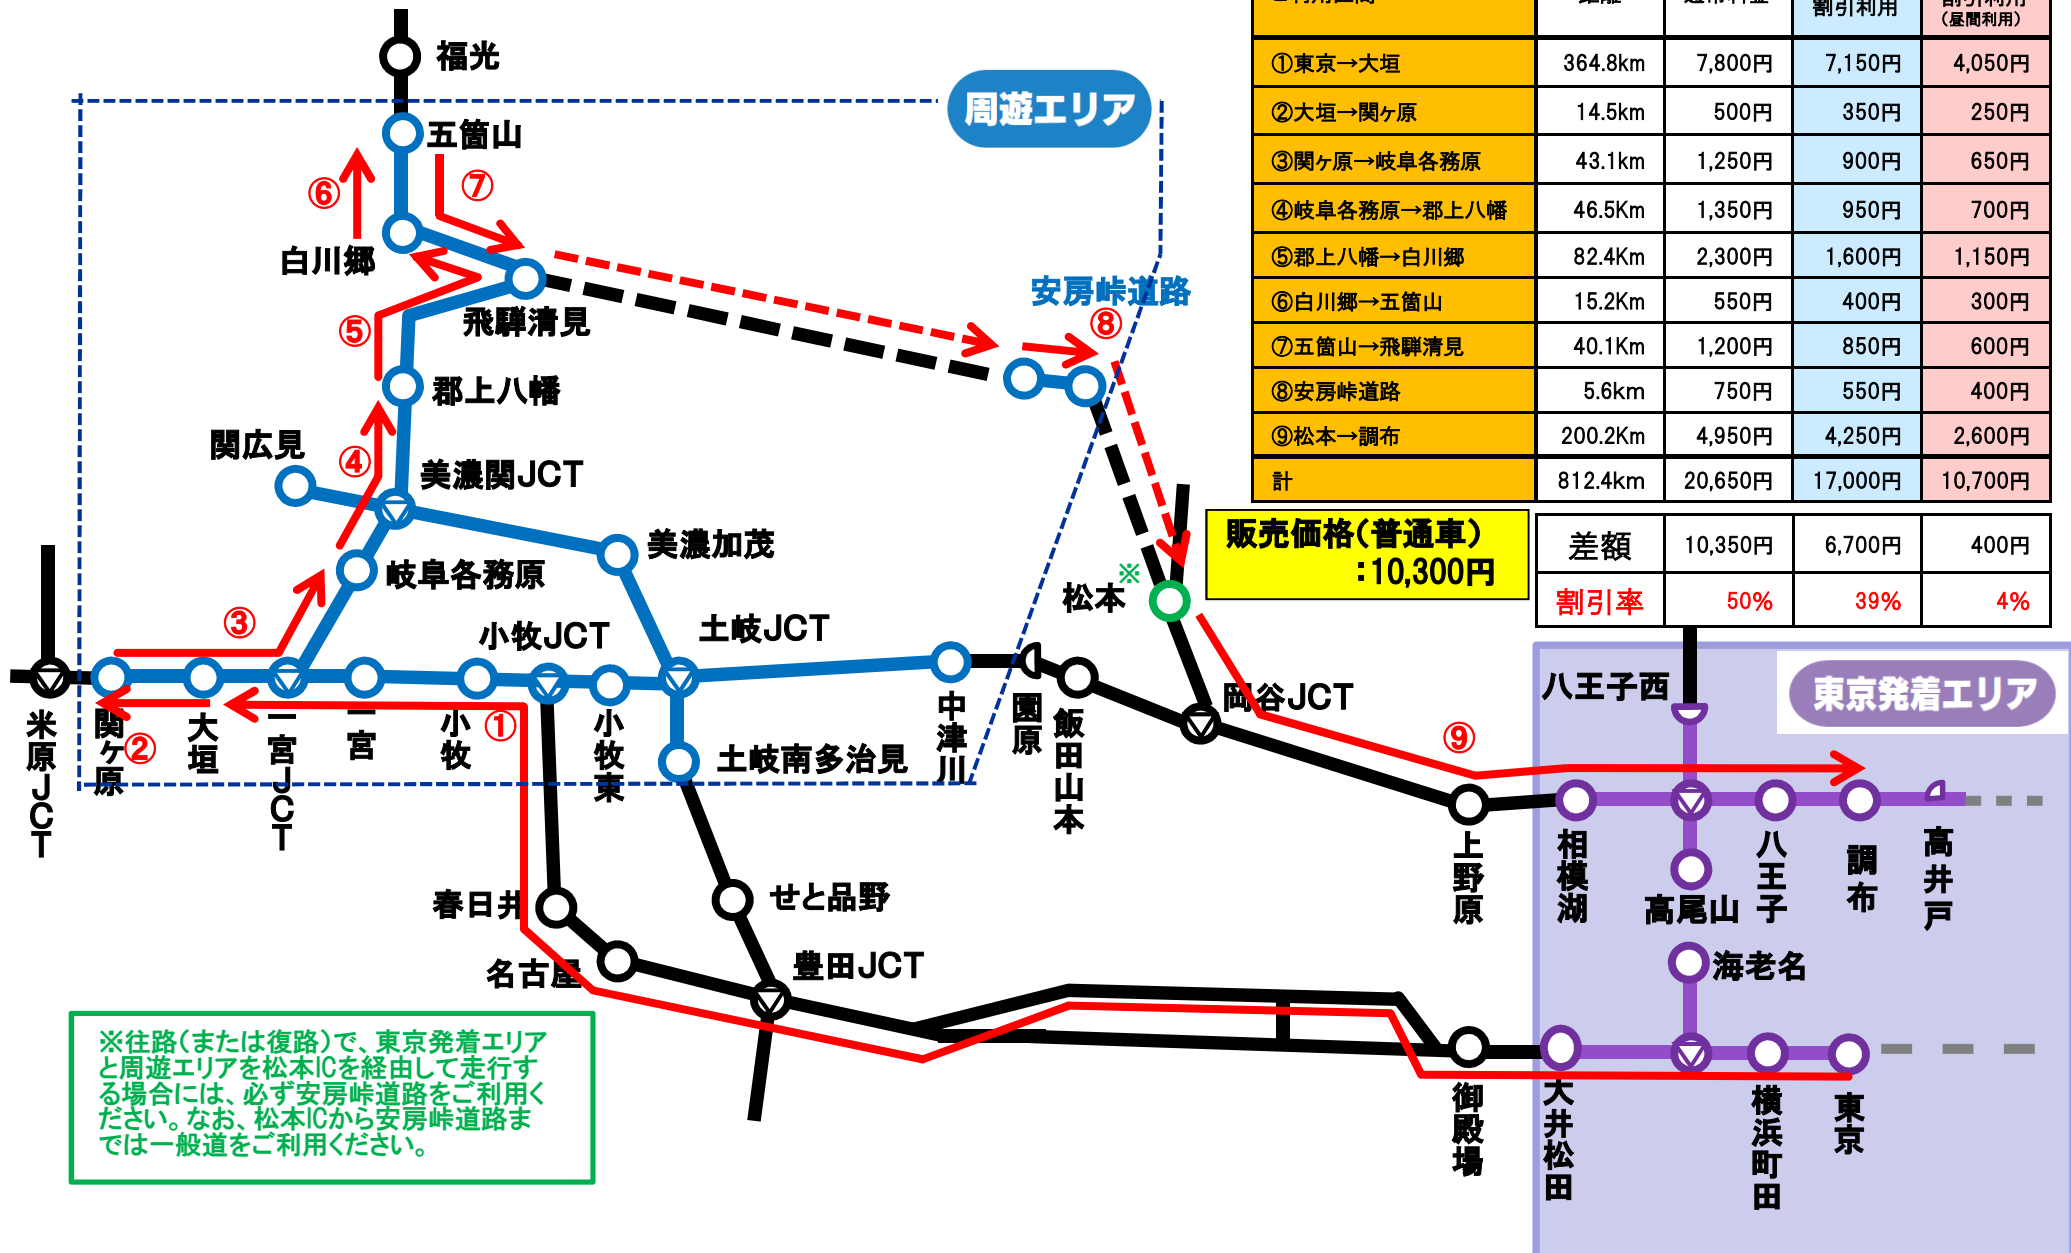 割引利用
(昼間利用)
①東京→大垣 364.8km 7,800円 7,150円 4,050円
②大垣→関ヶ原 14.5km 500円 350円 250円
③関ヶ原→岐阜各務原 43.1km 1,250円 900円 650円
④岐阜各務原→郡上八幡 46.5Km 1,350円 950円 700円
⑤郡上八幡→白川郷 82.4Km 2,300円 1,600円 1,150円
⑥白川郷→五箇山 15.2Km 550円 400円 300円
⑦五箇山→飛騨清見 40.1Km 1,200円 850円 600円
⑧安房峠道路 5.6km 750円 550円 400円
⑨松本→調布 200.2Km 4,950円 4,250円 2,600円
計 812.4km 20,650円 17,000円 10,700円
販売価格(普通車)
:10,300円
差額 10,350円 6,700円 400円
割引率 50% 39% 4%
福光
周遊エリア
五箇山
⑥
⑦
白川郷
飛騨清見
安房峠道路
⑧
⑤
郡上八幡
関広見
④
美濃関JCT
美濃加茂
岐阜各務原
※
松本
③
小牧JCT
土岐JCT
岡谷JCT
米原JCT
関ヶ原
②
大垣
一宮JCT
一宮
小牧
①
小牧東
土岐南多治見
中津川
園原
飯田山本
⑨
八王子西
東京発着エリア
上野原
相模湖
高尾山
八王子
調布
高井戸
春日井
せと品野
名古屋
豊田JCT
海老名
御殿場
大井松田
横浜町田
東京
※往路(または復路)で、東京発着エリア
と周遊エリアを松本ICを経由して走行す
る場合には、必ず安房峠道路をご利用く
ださい。なお、松本ICから安房峠道路ま
では一般道をご利用ください。